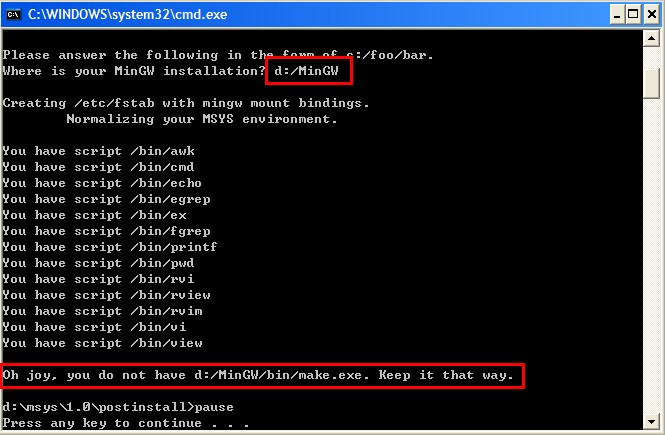 C:\WINDOWS\system32\cmd.exe
Please answer the following in the form of c:/foo/bar.
Where is your MinGW installation? d:/MinGW
Creating /etc/fstab with mingw mount bindings.
Normalizing your MSYS environment.
You have script /bin/awk
You have script /bin/cmd
You have script /bin/echo
You have script /bin/egrep
You have script /bin/ex
You have script /bin/fgrep
You have script /bin/printf
You have script /bin/pwd
You have script /bin/rvi
You have script /bin/rview
You have script /bin/rvim
You have script /bin/vi
You have script /bin/view
Oh joy, you do not have d:/MinGW/bin/make.exe. Keep it that way.
d:\msys\1.0\postinstall>pause
Press any key to continue . . .